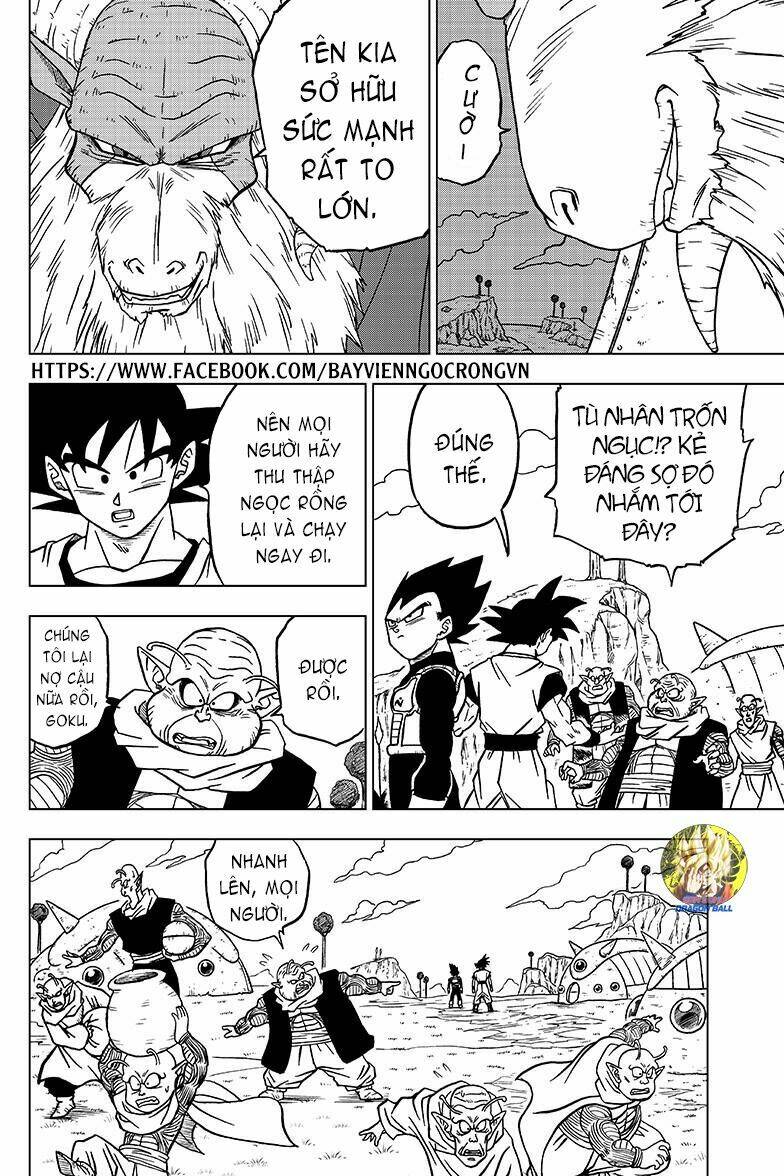 CƯỜI
TÊN KIA
SỞ HỮU
SỨC MẠNH
RẤT TO
LỚN.
HTTPS://WWW.FACEBOOK.COM/BAYVIENNGOCRONGVN
TÙ NHÂN TRỐN
NGỤC!? KẺ
ĐÁNG SỢ ĐÓ
NHẮM TỚI
ĐÂY?
ĐÚNG
THẾ.
NÊN MỌI
NGƯỜI HÃY
THU THẬP
NGỌC RỒNG
LẠI VÀ CHẠY
NGAY ĐI.
ĐƯỢC
RỒI.
CHÚNG
TÔI LẠI
NỢ CẬU
NỮA RỒI,
GOKU.
NHANH
LÊN, MỌI
NGƯỜI.
DRAGON BALL